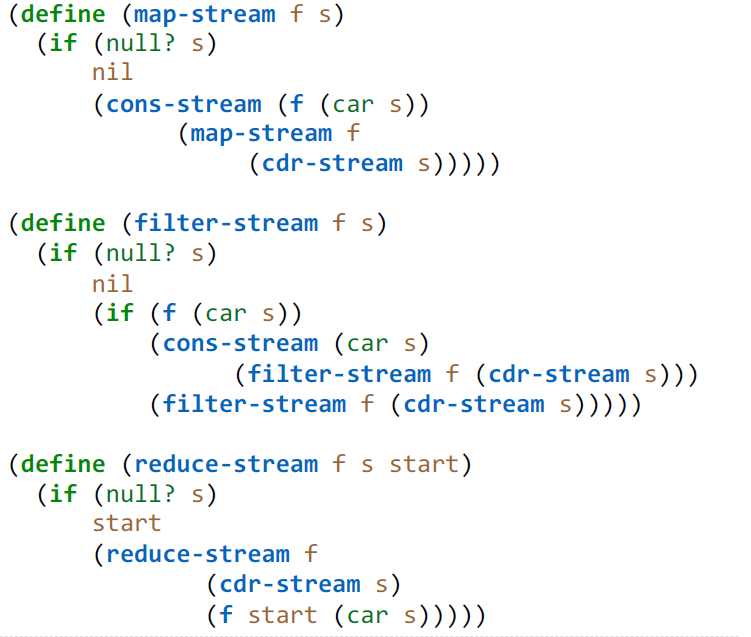 (define (map-stream f s)
  (if (null? s)
      nil
      (cons-stream (f (car s))
            (map-stream f
                 (cdr-stream s)))))

(define (filter-stream f s)
  (if (null? s)
      nil
      (if (f (car s))
          (cons-stream (car s)
                (filter-stream f (cdr-stream s)))
          (filter-stream f (cdr-stream s)))))

(define (reduce-stream f s start)
  (if (null? s)
      start
      (reduce-stream f
              (cdr-stream s)
              (f start (car s)))))